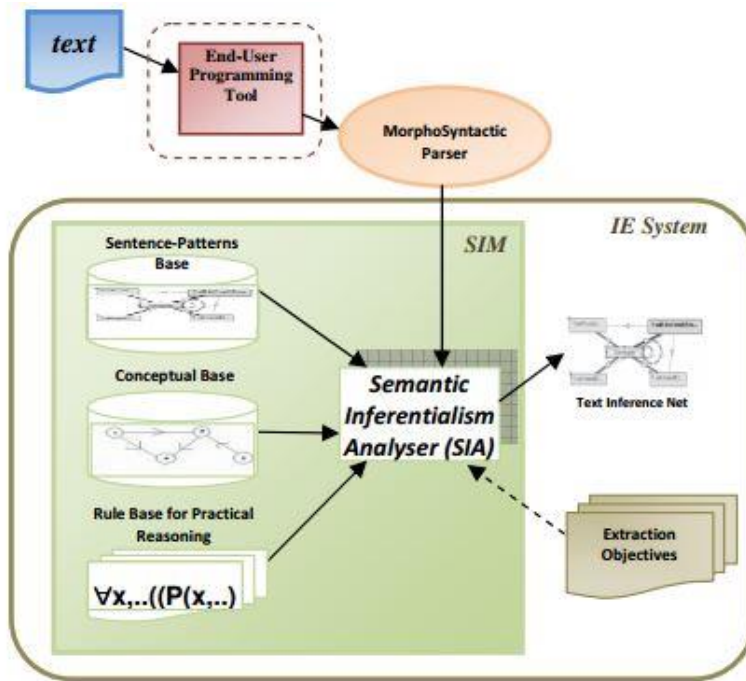 text
End-User
Programming
Tool
MorphoSyntactic
Parser
IE System
SIM
Sentence-Patterns
Base
Conceptual Base
Semantic
Inferentialism
Analyser (SIA)
Text Inference Net
Rule Base for Practical
Reasoning
∀x,..((P(x,..)
Extraction
Objectives